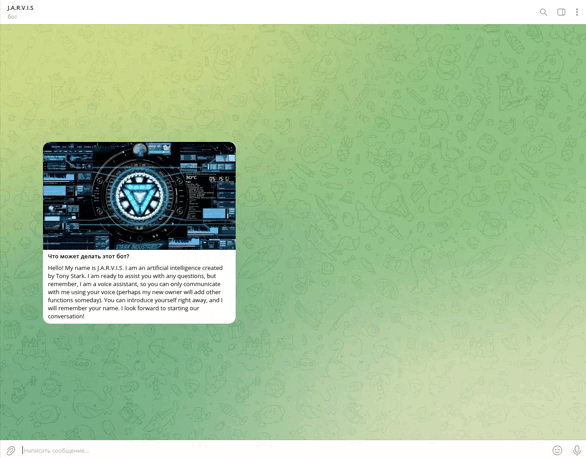 J.A.R.V.I.S
бот
30°C
STARK INDUSTRIES
Что может делать этот бот?
Hello! My name is J.A.R.V.I.S. I am an artificial intelligence created
by Tony Stark. I am ready to assist you with any questions, but
remember, I am a voice assistant, so you can only communicate
with me using your voice (perhaps my new owner will add other
functions someday). You can introduce yourself right away, and I
will remember your name. I look forward to starting our
conversation!
Написать сообщение...